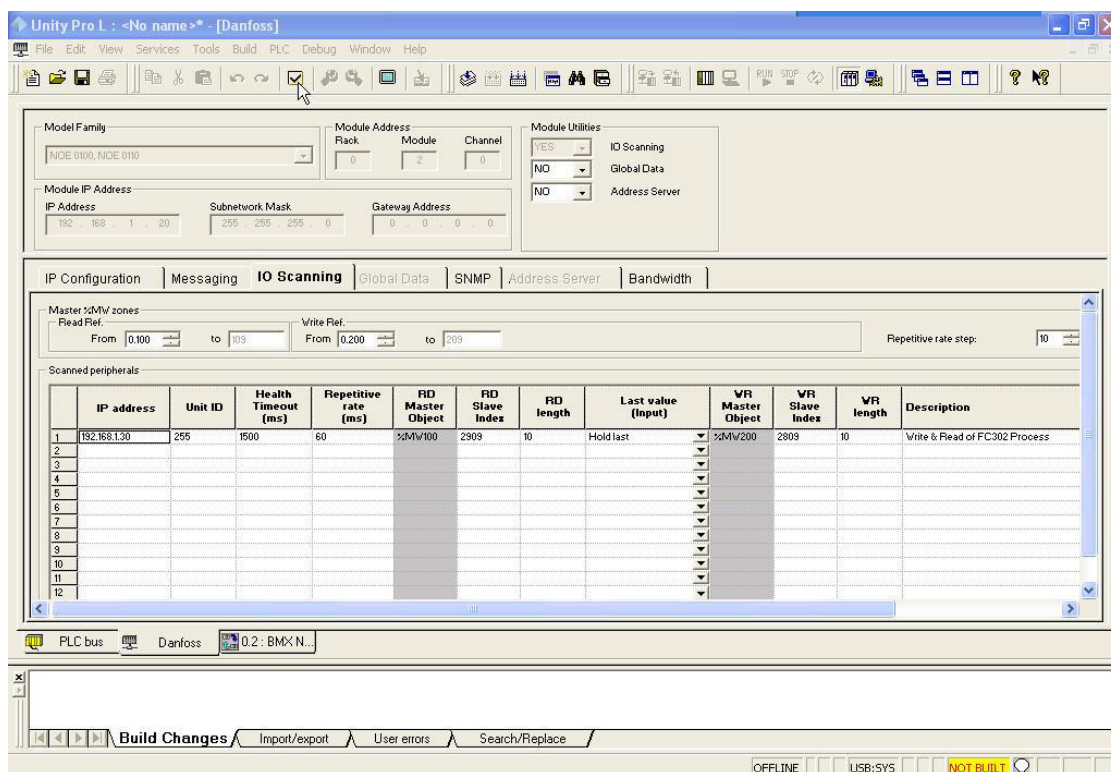 Unity Pro L : <No name>* - [Danfoss]
File Edit View Services Tools Build PLC Debug Window Help
RUN STOP
Model Family
NOE 0100, NOE 0110
Module Address
Rack Module Channel
0 2 0
Module Utilities
YES IO Scanning
NO Global Data
NO Address Server
Module IP Address
IP Address Subnetwork Mask Gateway Address
192 . 168 . 1 . 20 255 . 255 . 255 . 0 0 . 0 . 0 . 0
IP Configuration Messaging IO Scanning Global Data SNMP Address Server Bandwidth
Master %MW zones
Read Ref. Write Ref.
From 0.100 to 109 From 0.200 to 209 Repetitive rate step: 10
Scanned peripherals
IP address Unit ID Health Timeout (ms) Repetitive rate (ms) RD Master Object RD Slave Index RD length Last value (Input) WR Master Object WR Slave Index WR length Description
1 192.168.1.30 255 1500 60 %MW100 2909 10 Hold last %MW200 2809 10 Write & Read of FC302 Process
2
3
4
5
6
7
8
9
10
11
12
PLC bus Danfoss 0.2 : BMX N...
Build Changes Import/export User errors Search/Replace
OFFLINE USB:SYS NOT BUILT